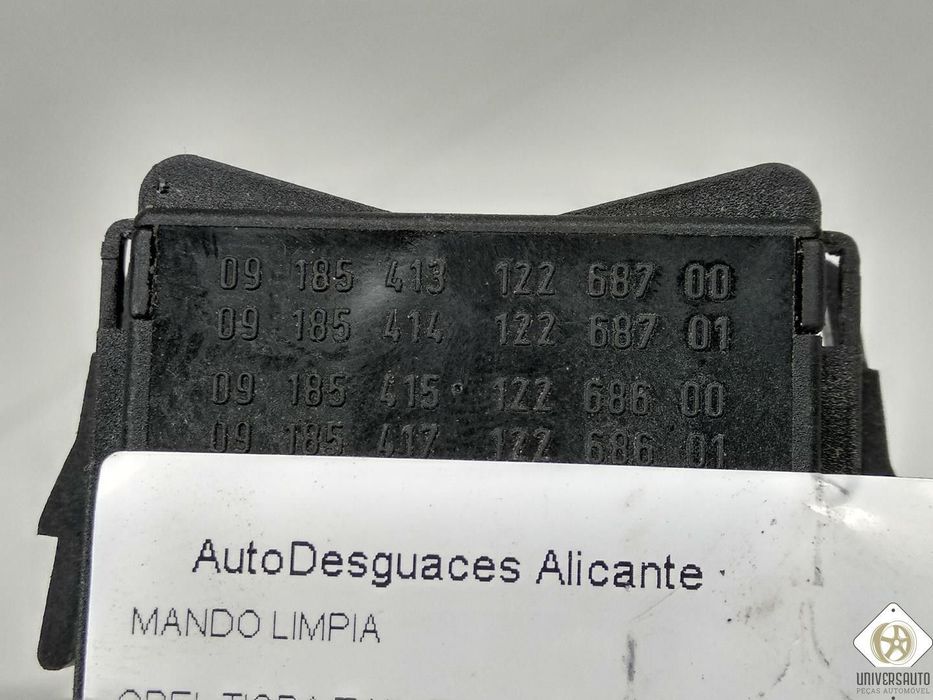 09 185 413 122 687 00
09 185 414 122 687 01
09 185 415 122 686 00
09 185 417 122 686 01
AutoDesguaces Alicante
MANDO LIMPIA
UNIVERSAUTO
PEÇAS AUTOMÓVEL